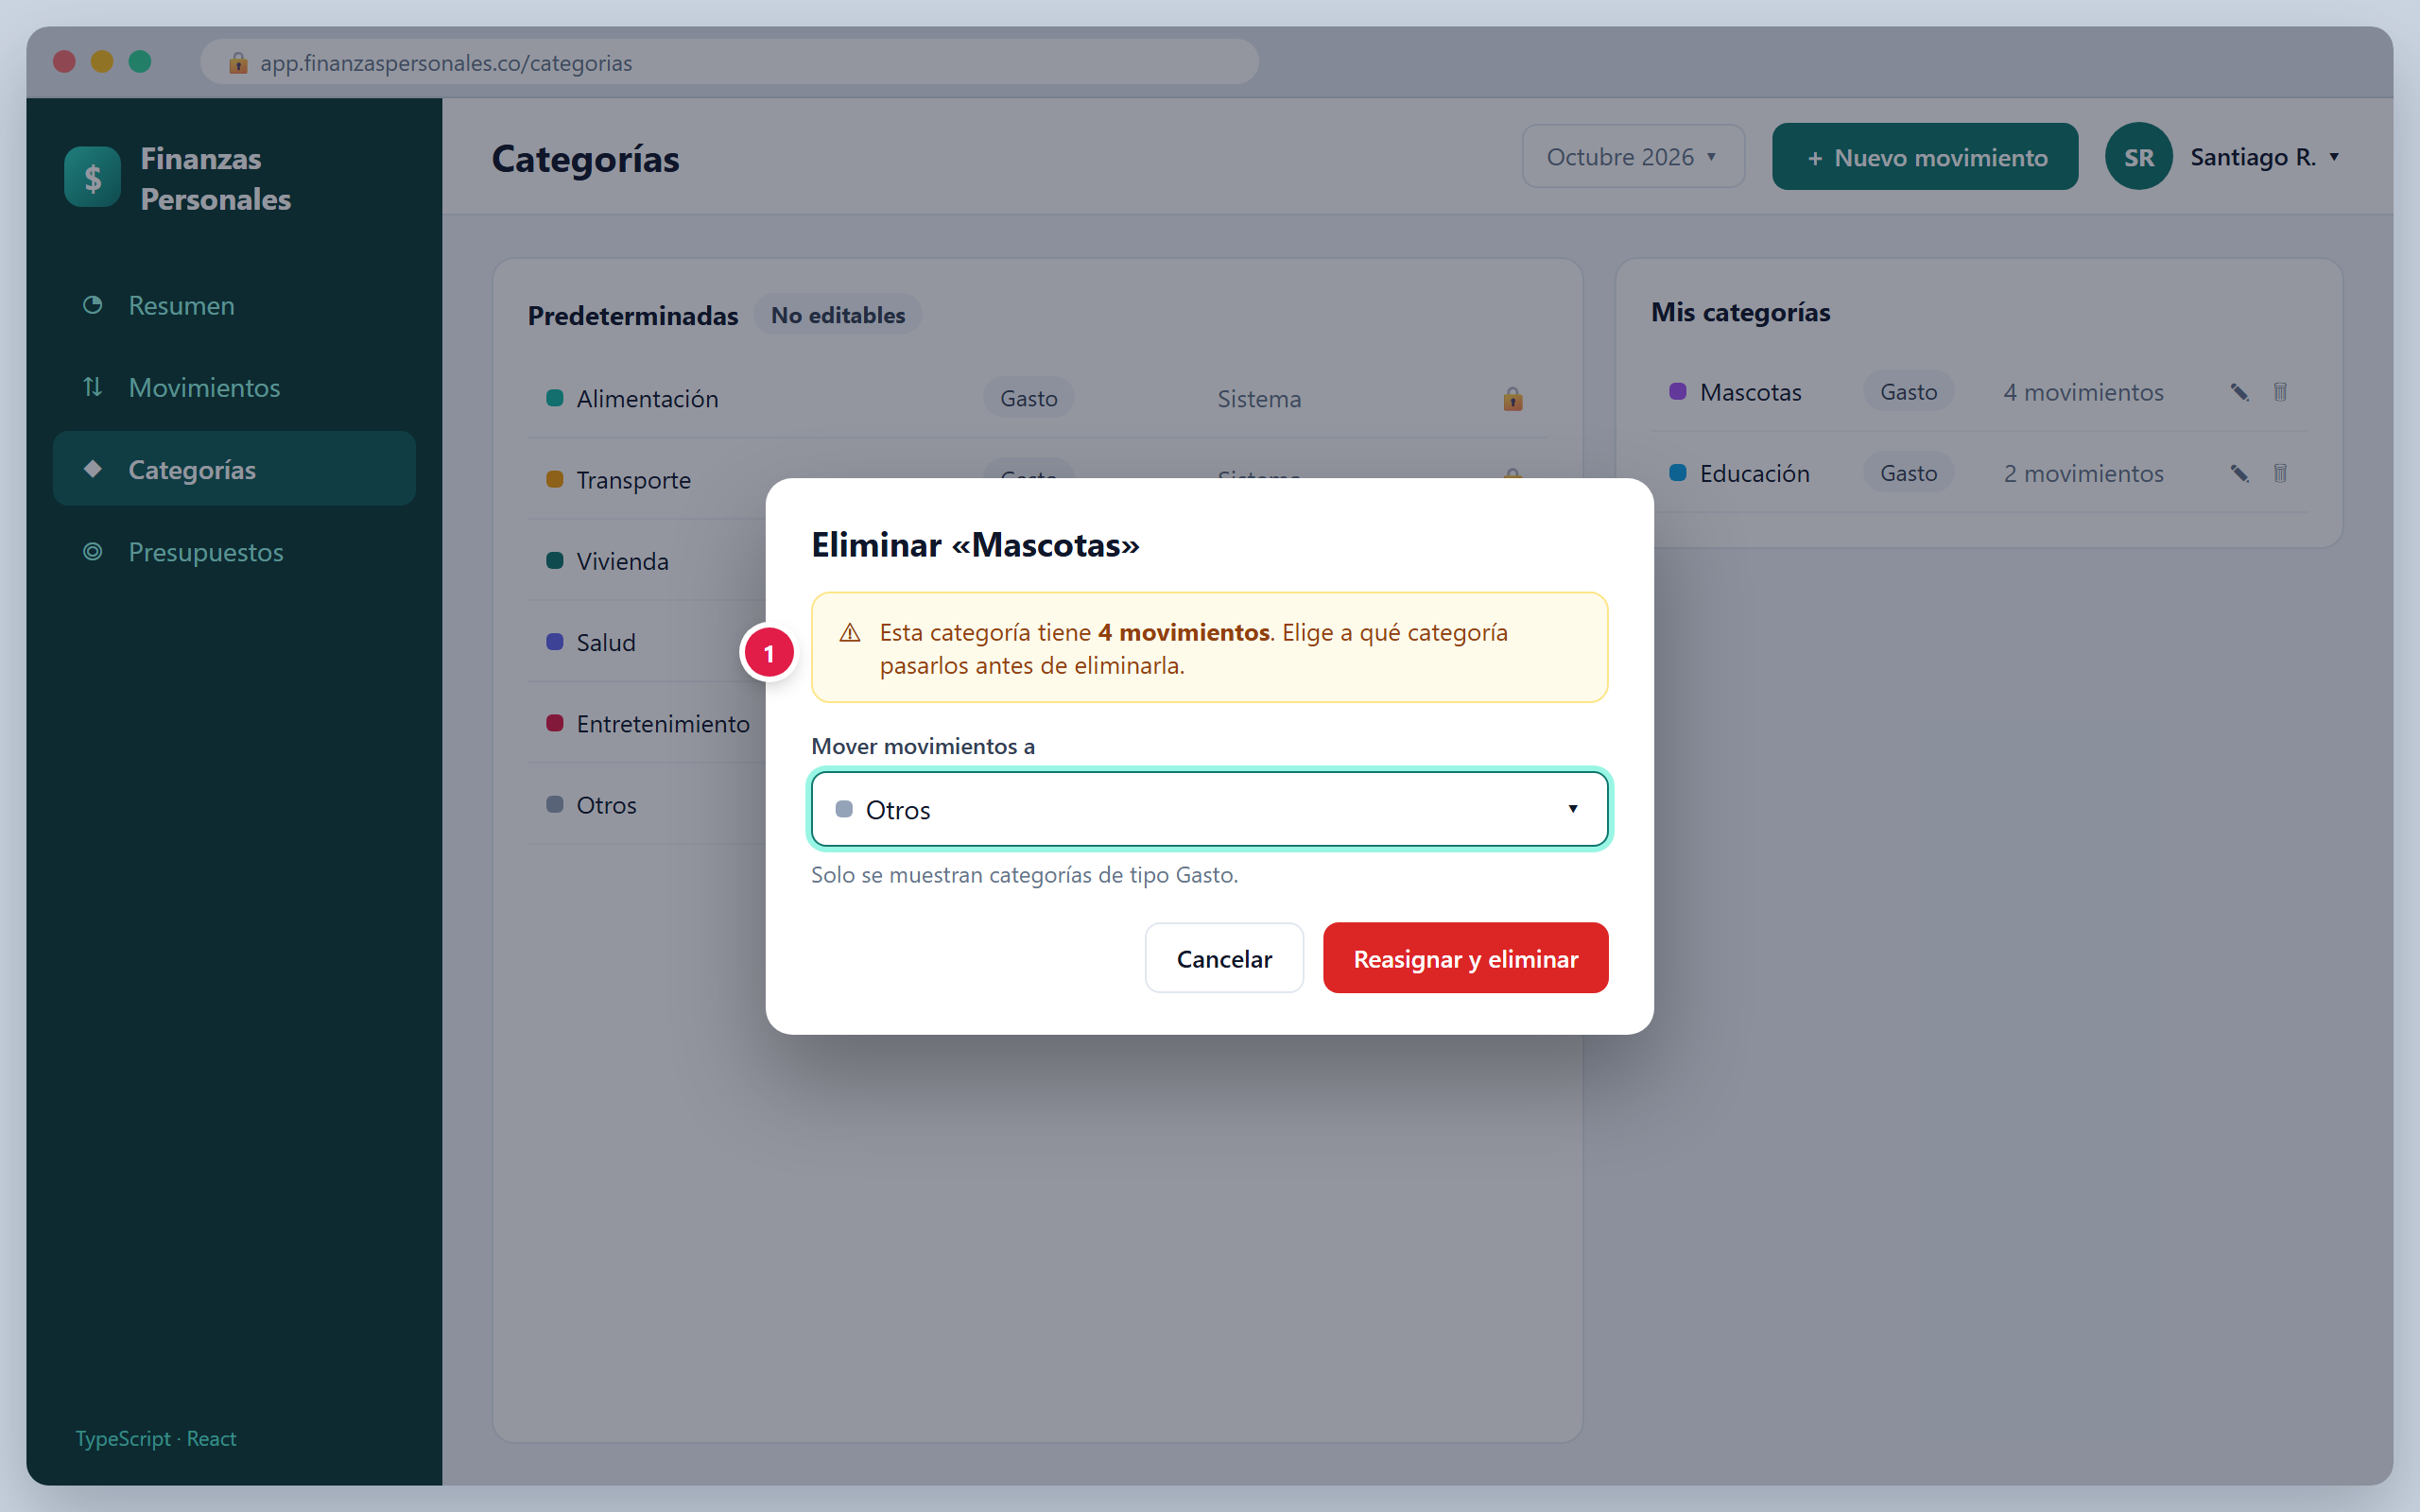 app.finanzaspersonales.co/categorias
$
Finanzas
Personales
Resumen
Movimientos
Categorías
Presupuestos
TypeScript · React
Categorías
Octubre 2026
+ Nuevo movimiento
SR
Santiago R.
Predeterminadas
No editables
Alimentación Gasto Sistema
Transporte Gasto Sistema
Vivienda
Salud
Entretenimiento
Otros
Mis categorías
Mascotas Gasto 4 movimientos
Educación Gasto 2 movimientos
1
Eliminar «Mascotas»
Esta categoría tiene 4 movimientos. Elige a qué categoría
pasarlos antes de eliminarla.
Mover movimientos a
Otros
Solo se muestran categorías de tipo Gasto.
Cancelar
Reasignar y eliminar